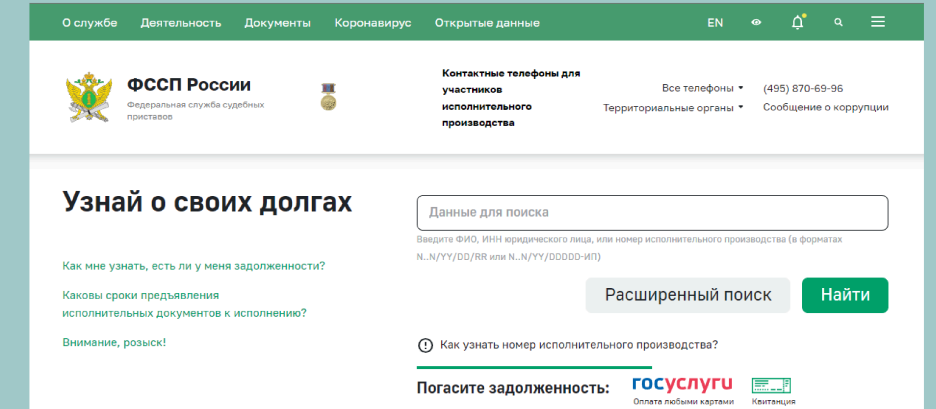 О службе Деятельность Документы Коронавирус Открытые данные EN
ФССП России
Федеральная служба судебных
приставов
Контактные телефоны для
участников
исполнительного
производства
Все телефоны (495) 870-69-96
Территориальные органы Сообщение о коррупции
Узнай о своих долгах
Как мне узнать, есть ли у меня задолженности?
Каковы сроки предъявления
исполнительных документов к исполнению?
Внимание, розыск!
Данные для поиска
Введите ФИО, ИНН юридического лица, или номер исполнительного производства (в форматах
N..N/YY/DD/RR или N..N/YY/DDDDD-ИП)
Расширенный поиск Найти
Как узнать номер исполнительного производства?
Погасите задолженность: госуслуги
Оплата любыми картами Квитанция